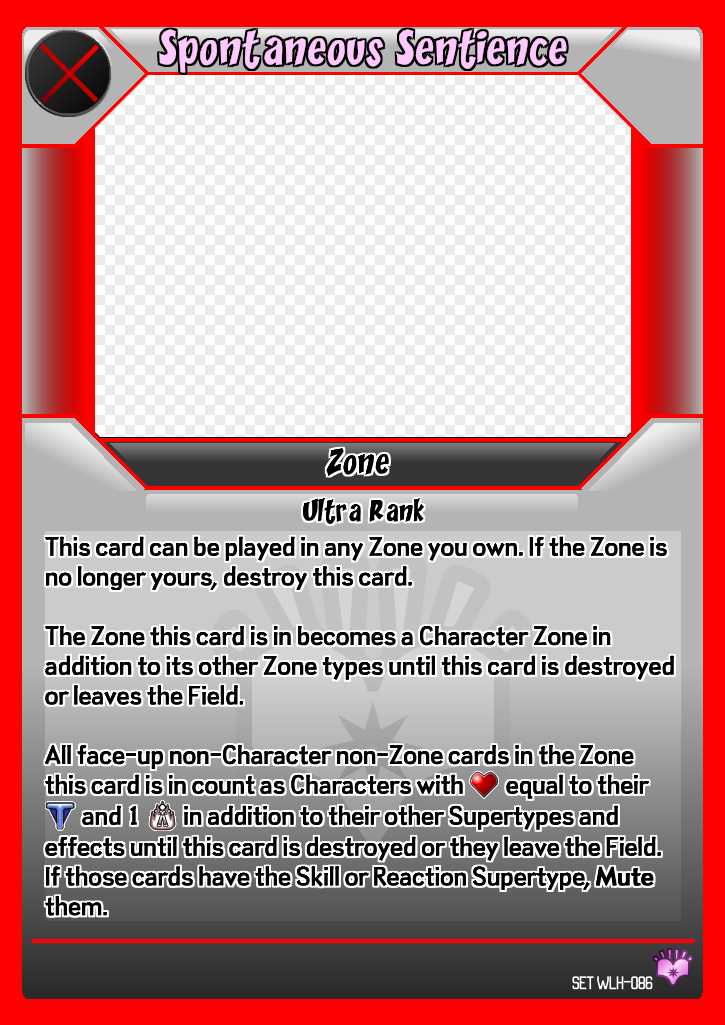 Spontaneous Sentience
Zone
Ultra Rank
This card can be played in any Zone you own. If the Zone is
no longer yours, destroy this card.
The Zone this card is in becomes a Character Zone in
addition to its other Zone types until this card is destroyed
or leaves the Field.
All face-up non-Character non-Zone cards in the Zone
this card is in count as Characters with equal to their
T and 1 in addition to their other Supertypes and
effects until this card is destroyed or they leave the Field.
If those cards have the Skill or Reaction Supertype, Mute
them.
SET WLH-086